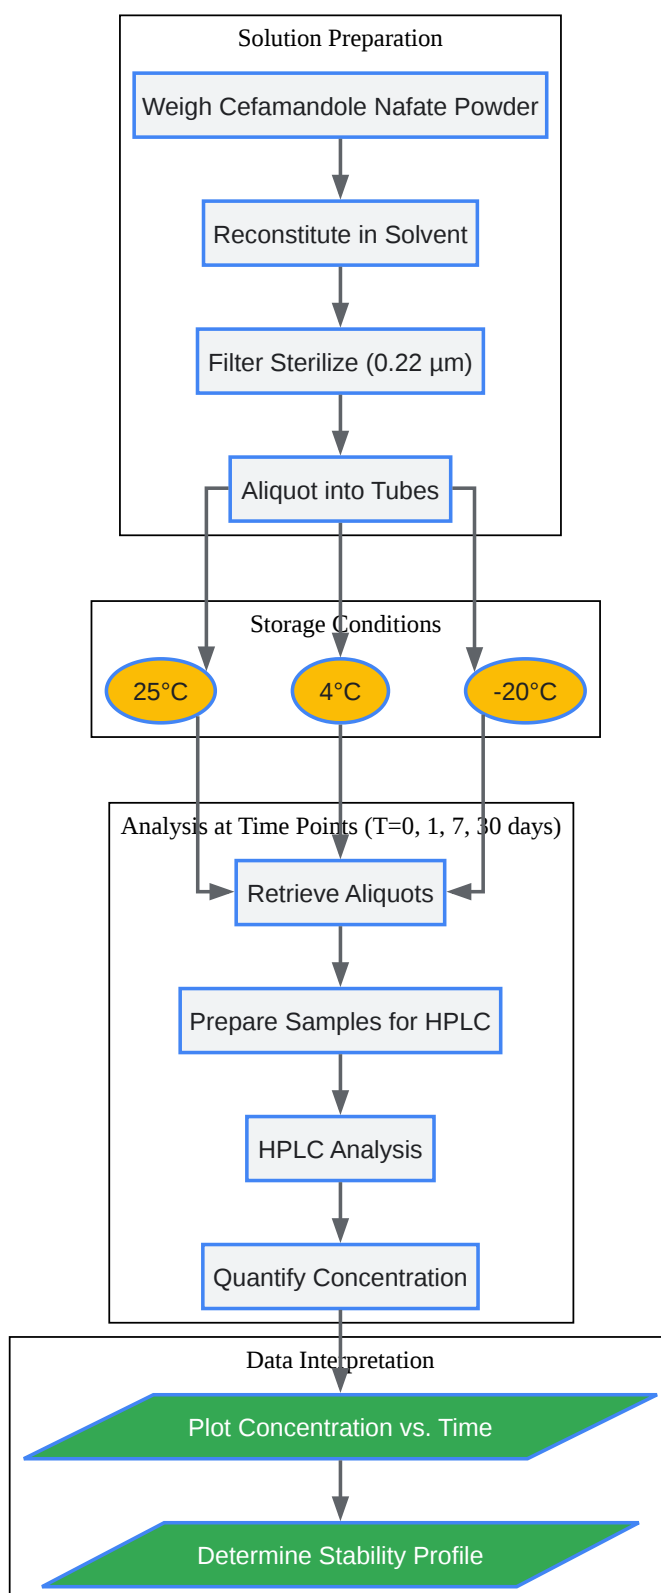 Solution Preparation
Weigh Cefamandole Nafate Powder
Reconstitute in Solvent
Filter Sterilize (0.22 µm)
Aliquot into Tubes
Storage Conditions
25°C
4°C
-20°C
Analysis at Time Points (T=0, 1, 7, 30 days)
Retrieve Aliquots
Prepare Samples for HPLC
HPLC Analysis
Quantify Concentration
Data Interpretation
Plot Concentration vs. Time
Determine Stability Profile